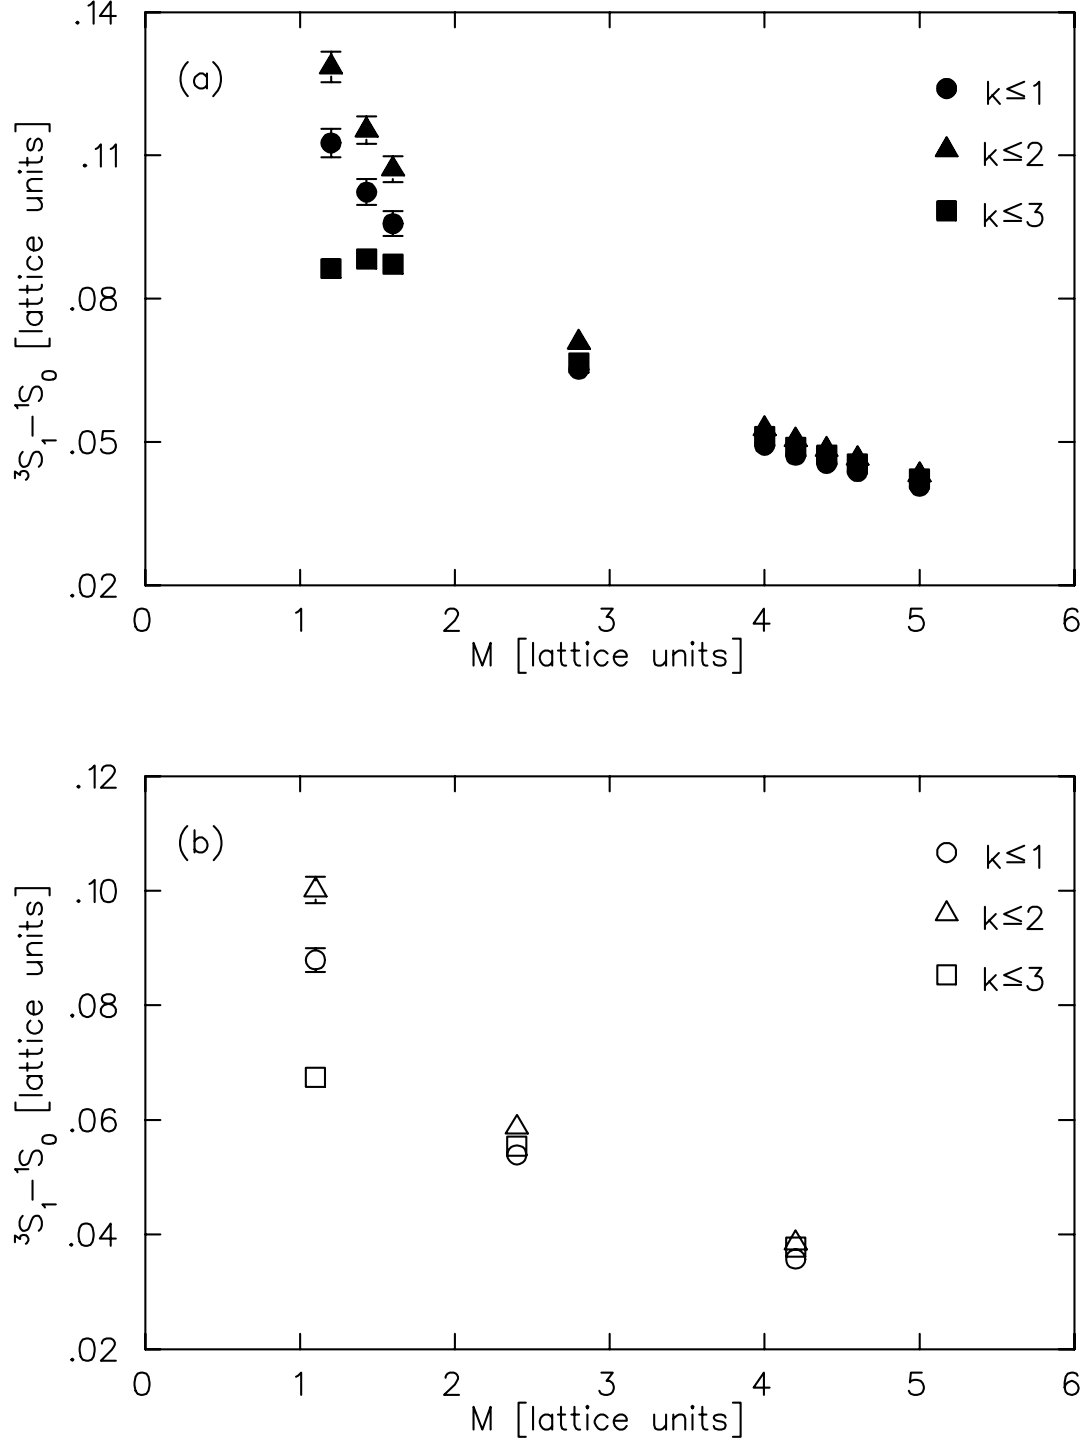 .14
(a)
k≤1
.11
k≤2
k≤3
.08
.05
.02
³S₁−¹S₀ [lattice units]
0 1 2 3 4 5 6
M [lattice units]
.12
(b)
k≤1
.10
k≤2
k≤3
.08
.06
.04
.02
³S₁−¹S₀ [lattice units]
0 1 2 3 4 5 6
M [lattice units]